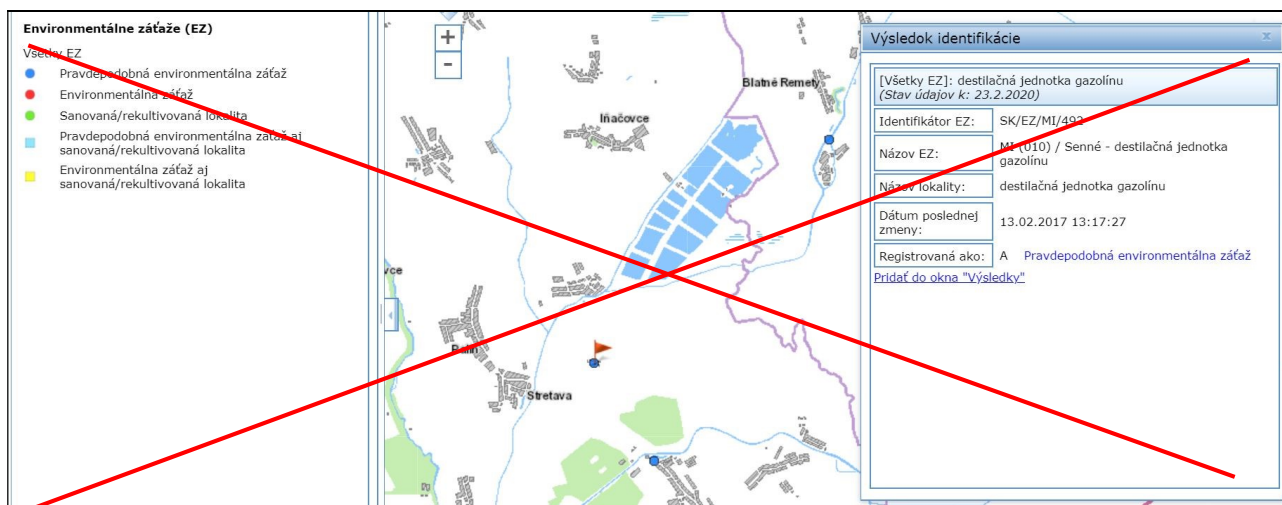 Environmentálne záťaže (EZ)
Všetky EZ
Pravdepodobná environmentálna záťaž
Environmentálna záťaž
Sanovaná/rekultivovaná lokalita
Pravdepodobná environmentálna záťaž aj
sanovaná/rekultivovaná lokalita
Environmentálna záťaž aj
sanovaná/rekultivovaná lokalita
+
-
Blatné Remety
Iňačovce
vce
Palín
Stretava
Výsledok identifikácie
x
[Všetky EZ]: destilačná jednotka gazolínu
(Stav údajov k: 23.2.2020)
Identifikátor EZ: SK/EZ/MI/492
Názov EZ: MI (010) / Senné - destilačná jednotka
gazolínu
Názov lokality: destilačná jednotka gazolínu
Dátum poslednej
zmeny: 13.02.2017 13:17:27
Registrovaná ako: A Pravdepodobná environmentálna záťaž
Pridať do okna "Výsledky"